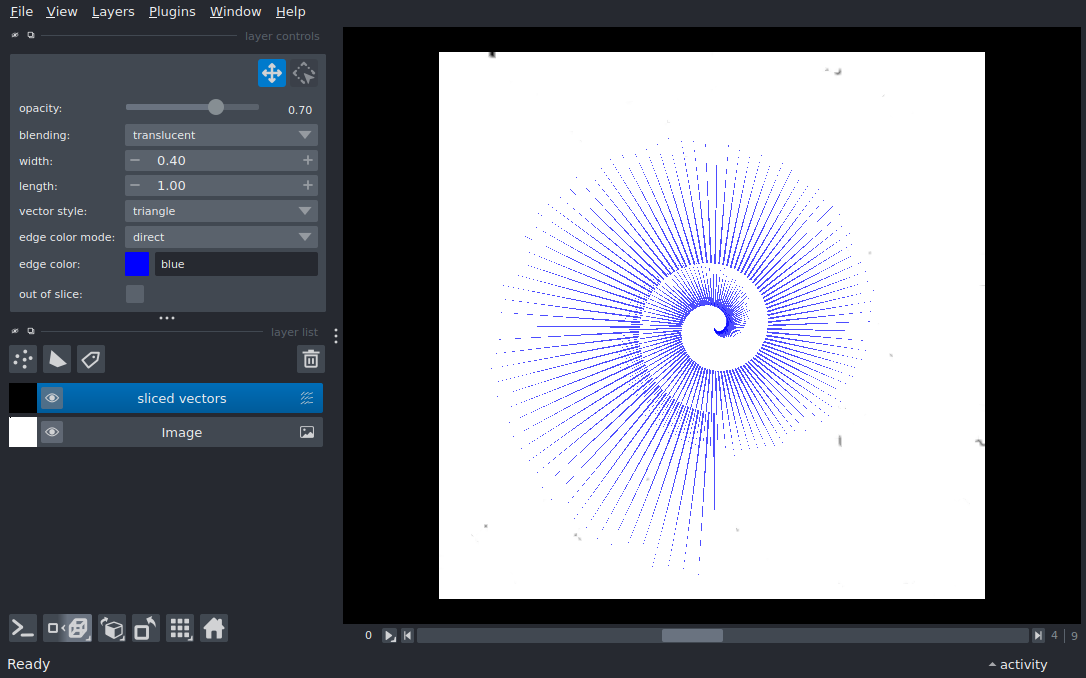 File View Layers Plugins Window Help
layer controls
opacity: 0.70
blending: translucent
width: 0.40
length: 1.00
vector style: triangle
edge color mode: direct
edge color: blue
out of slice:
layer list
sliced vectors
Image
0 4 9
Ready activity